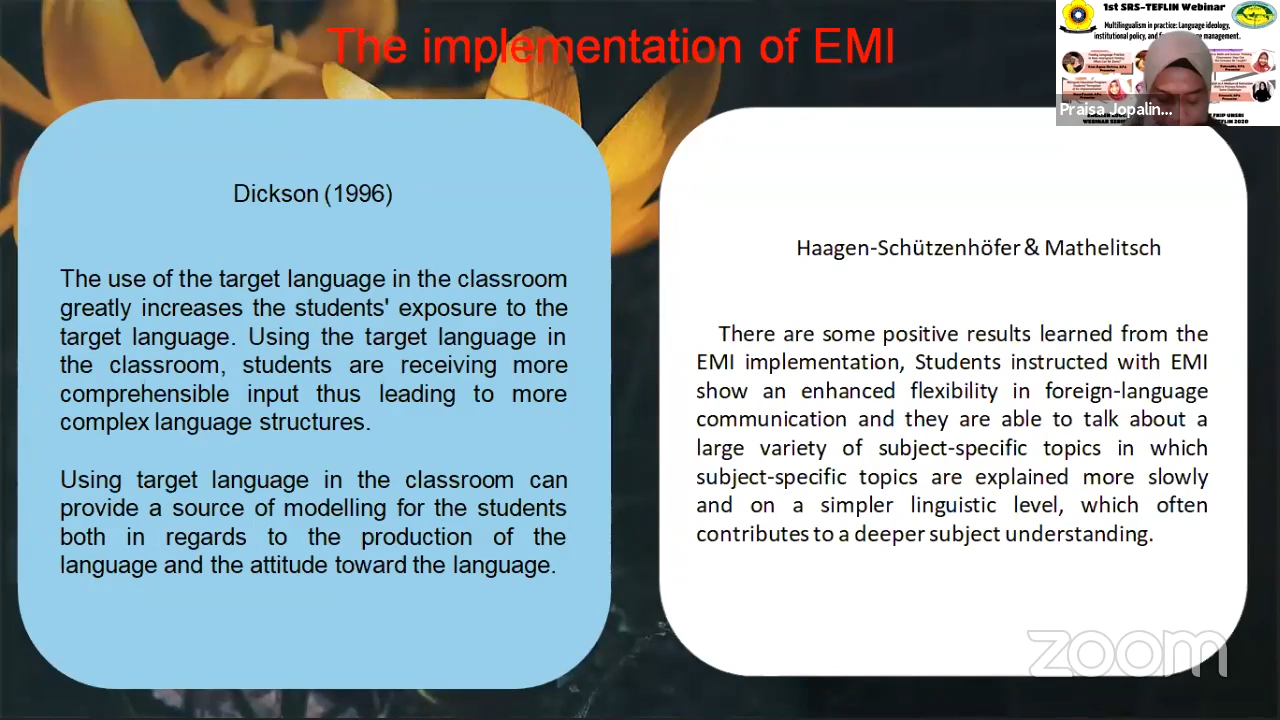 The implementation of EMI
Dickson (1996)
The use of the target language in the classroom
greatly increases the students' exposure to the
target language. Using the target language in
the classroom, students are receiving more
comprehensible input thus leading to more
complex language structures.
Using target language in the classroom can
provide a source of modelling for the students
both in regards to the production of the
language and the attitude toward the language.
Haagen-Schützenhöfer & Mathelitsch
There are some positive results learned from the
EMI implementation, Students instructed with EMI
show an enhanced flexibility in foreign-language
communication and they are able to talk about a
large variety of subject-specific topics in which
subject-specific topics are explained more slowly
and on a simpler linguistic level, which often
contributes to a deeper subject understanding.
1st SRS-TEFLIN Webinar
Multilingualism in practice: Language ideology,
institutional policy, and management.
Praisa Jopalin...
zoom